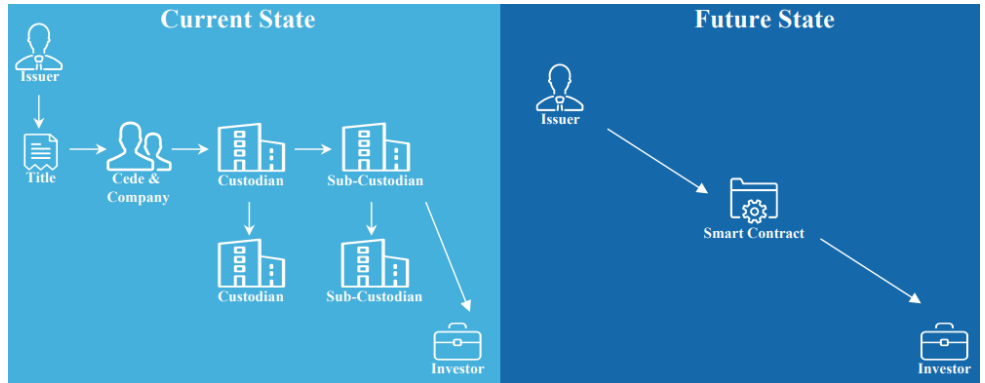 Current State
Issuer
Title
Cede &
Company
Custodian
Sub-Custodian
Custodian
Sub-Custodian
Investor
Future State
Issuer
Smart Contract
Investor